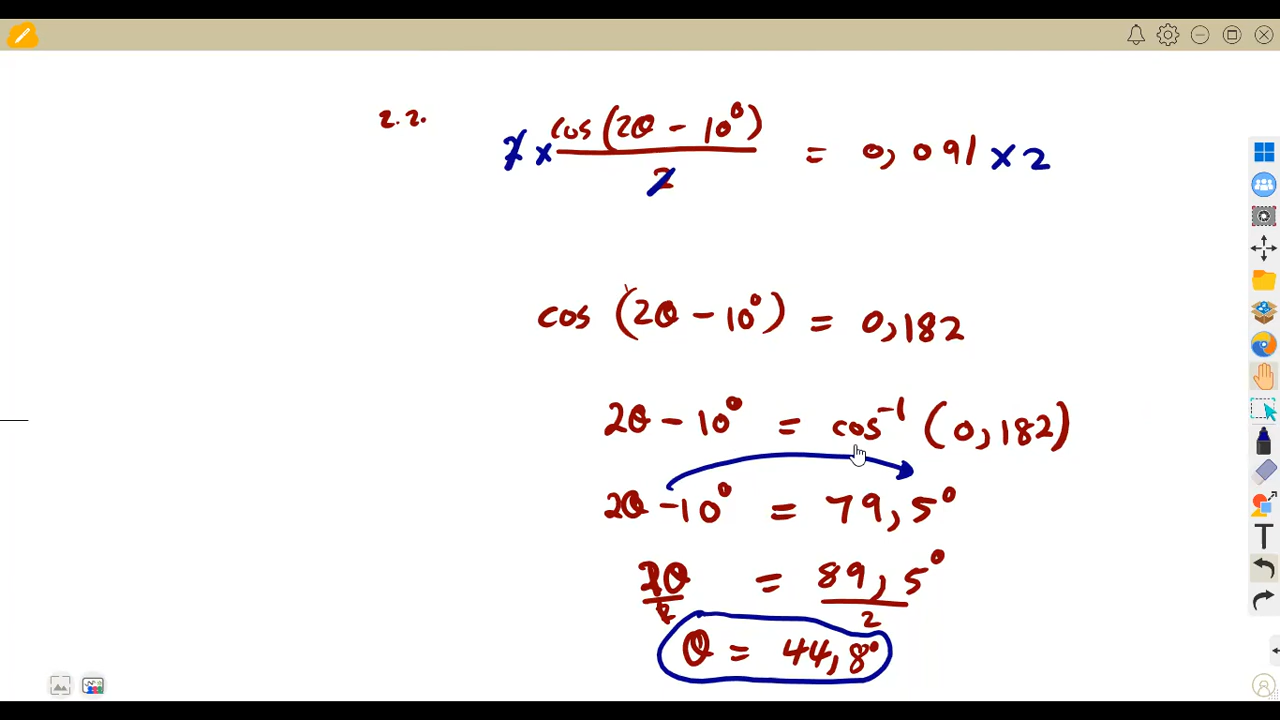 2.2.
2 × cos(2θ − 10°)/2 = 0,091 × 2
cos (2θ − 10°) = 0,182
2θ − 10° = cos⁻¹ (0,182)
2θ − 10° = 79,5°
2θ/2 = 89,5°/2
θ = 44,8°
T